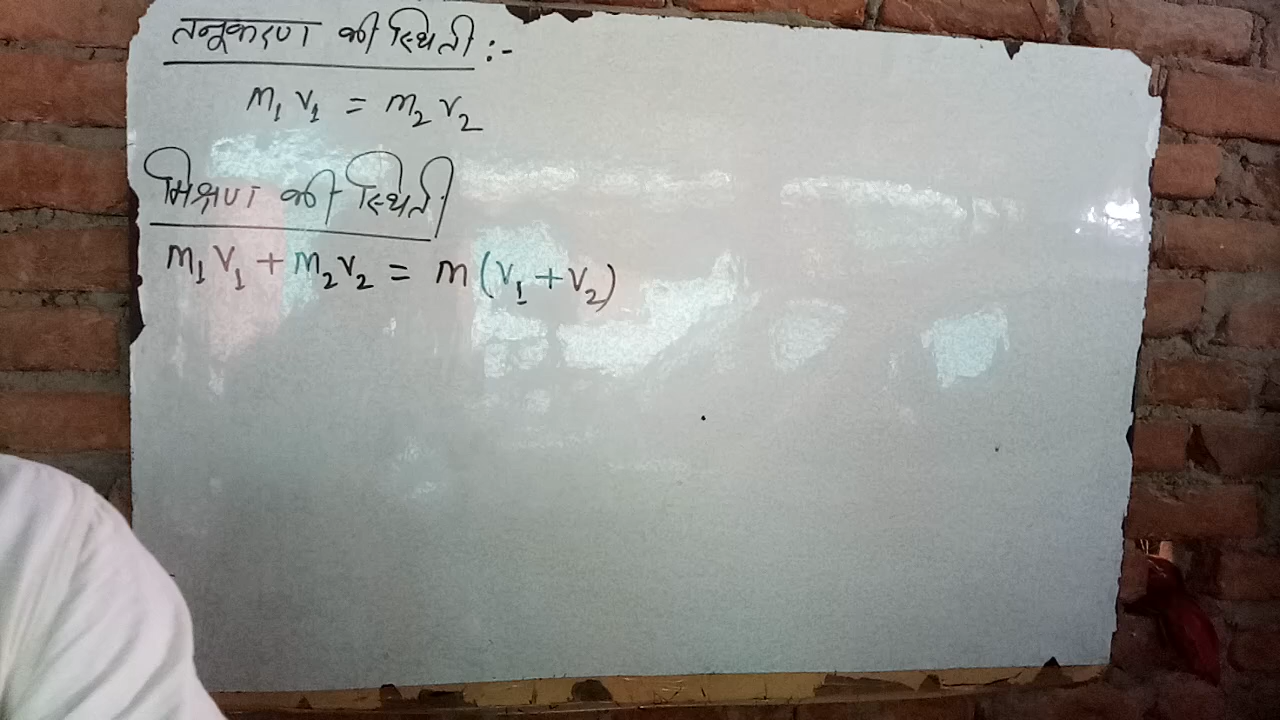 तनुकरण की स्थिती :-
m₁ v₁ = m₂ v₂
मिश्रण की स्थिती
m₁ v₁ + m₂ v₂ = m (v₁ + v₂)